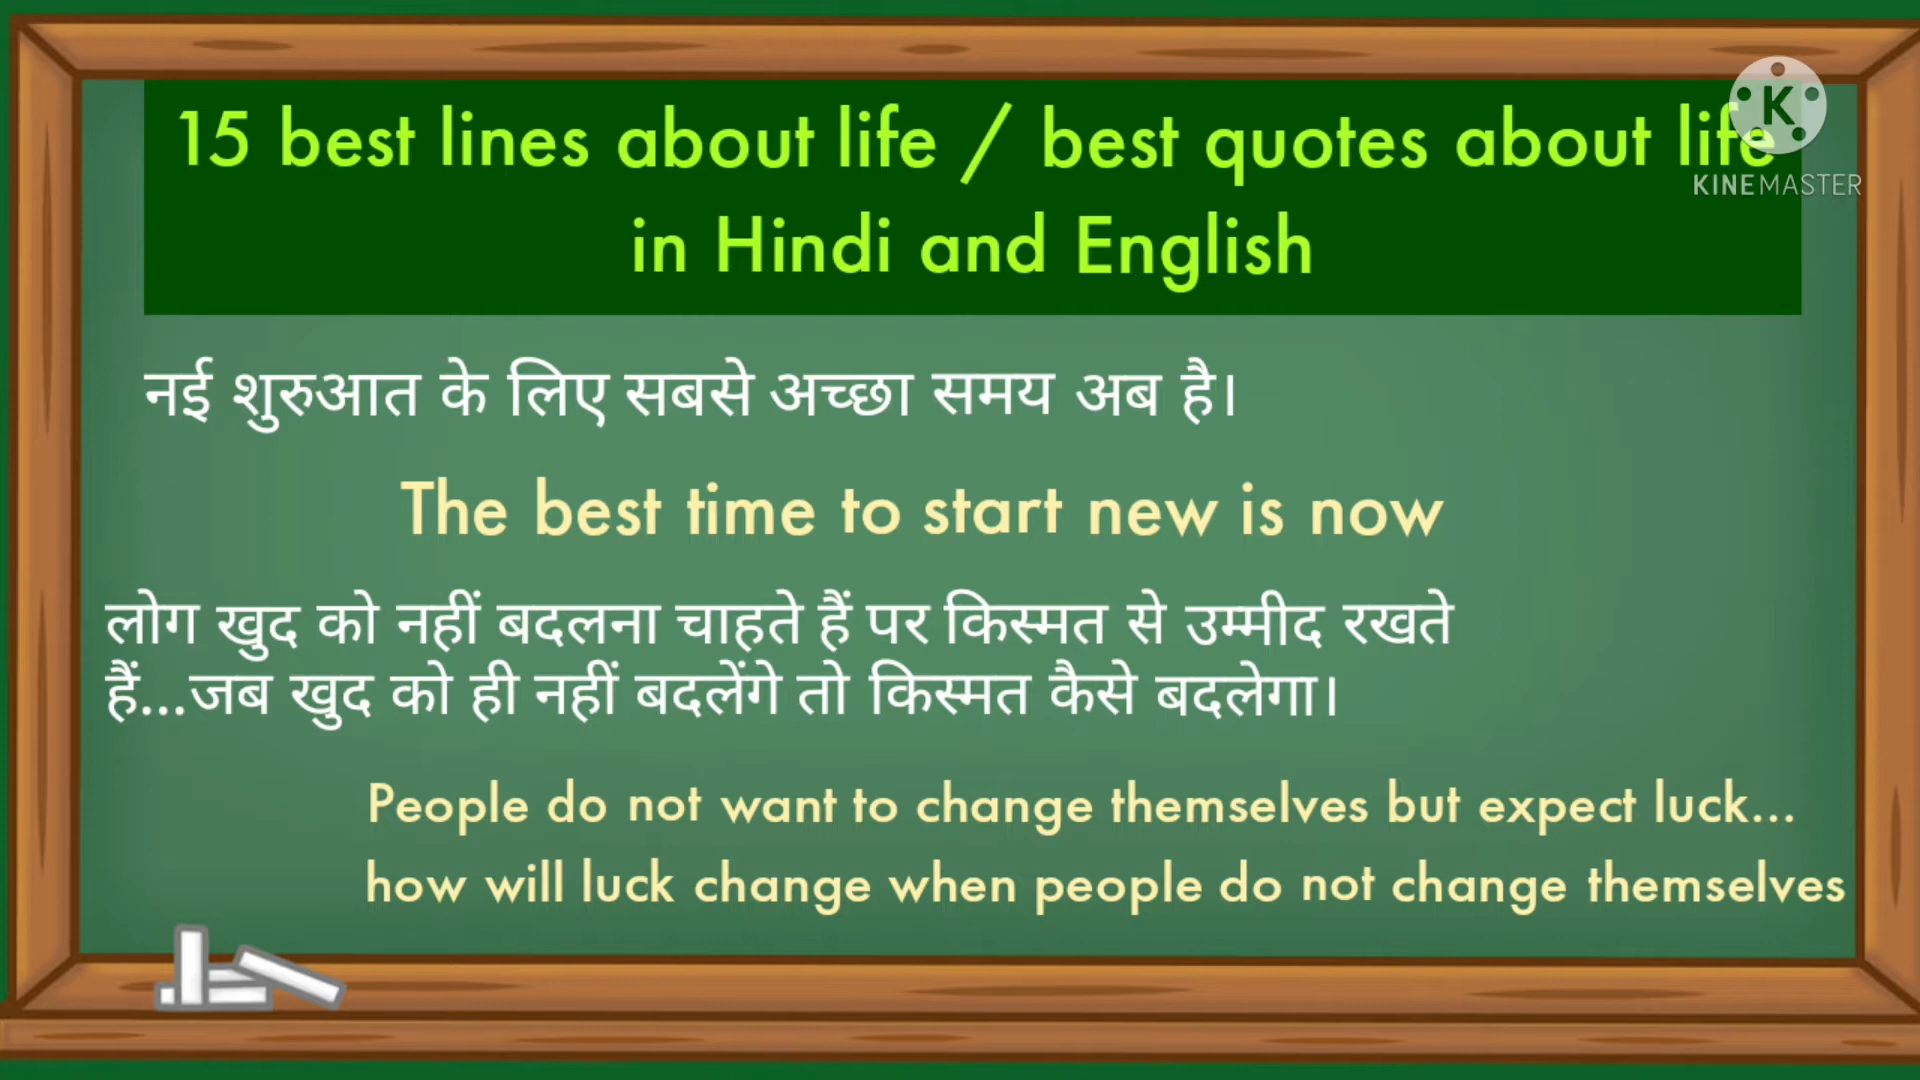 15 best lines about life / best quotes about life
in Hindi and English
K
KINEMASTER
नई शुरुआत के लिए सबसे अच्छा समय अब है।
The best time to start new is now
लोग खुद को नहीं बदलना चाहते हैं पर किस्मत से उम्मीद रखते
हैं...जब खुद को ही नहीं बदलेंगे तो किस्मत कैसे बदलेगा।
People do not want to change themselves but expect luck...
how will luck change when people do not change themselves